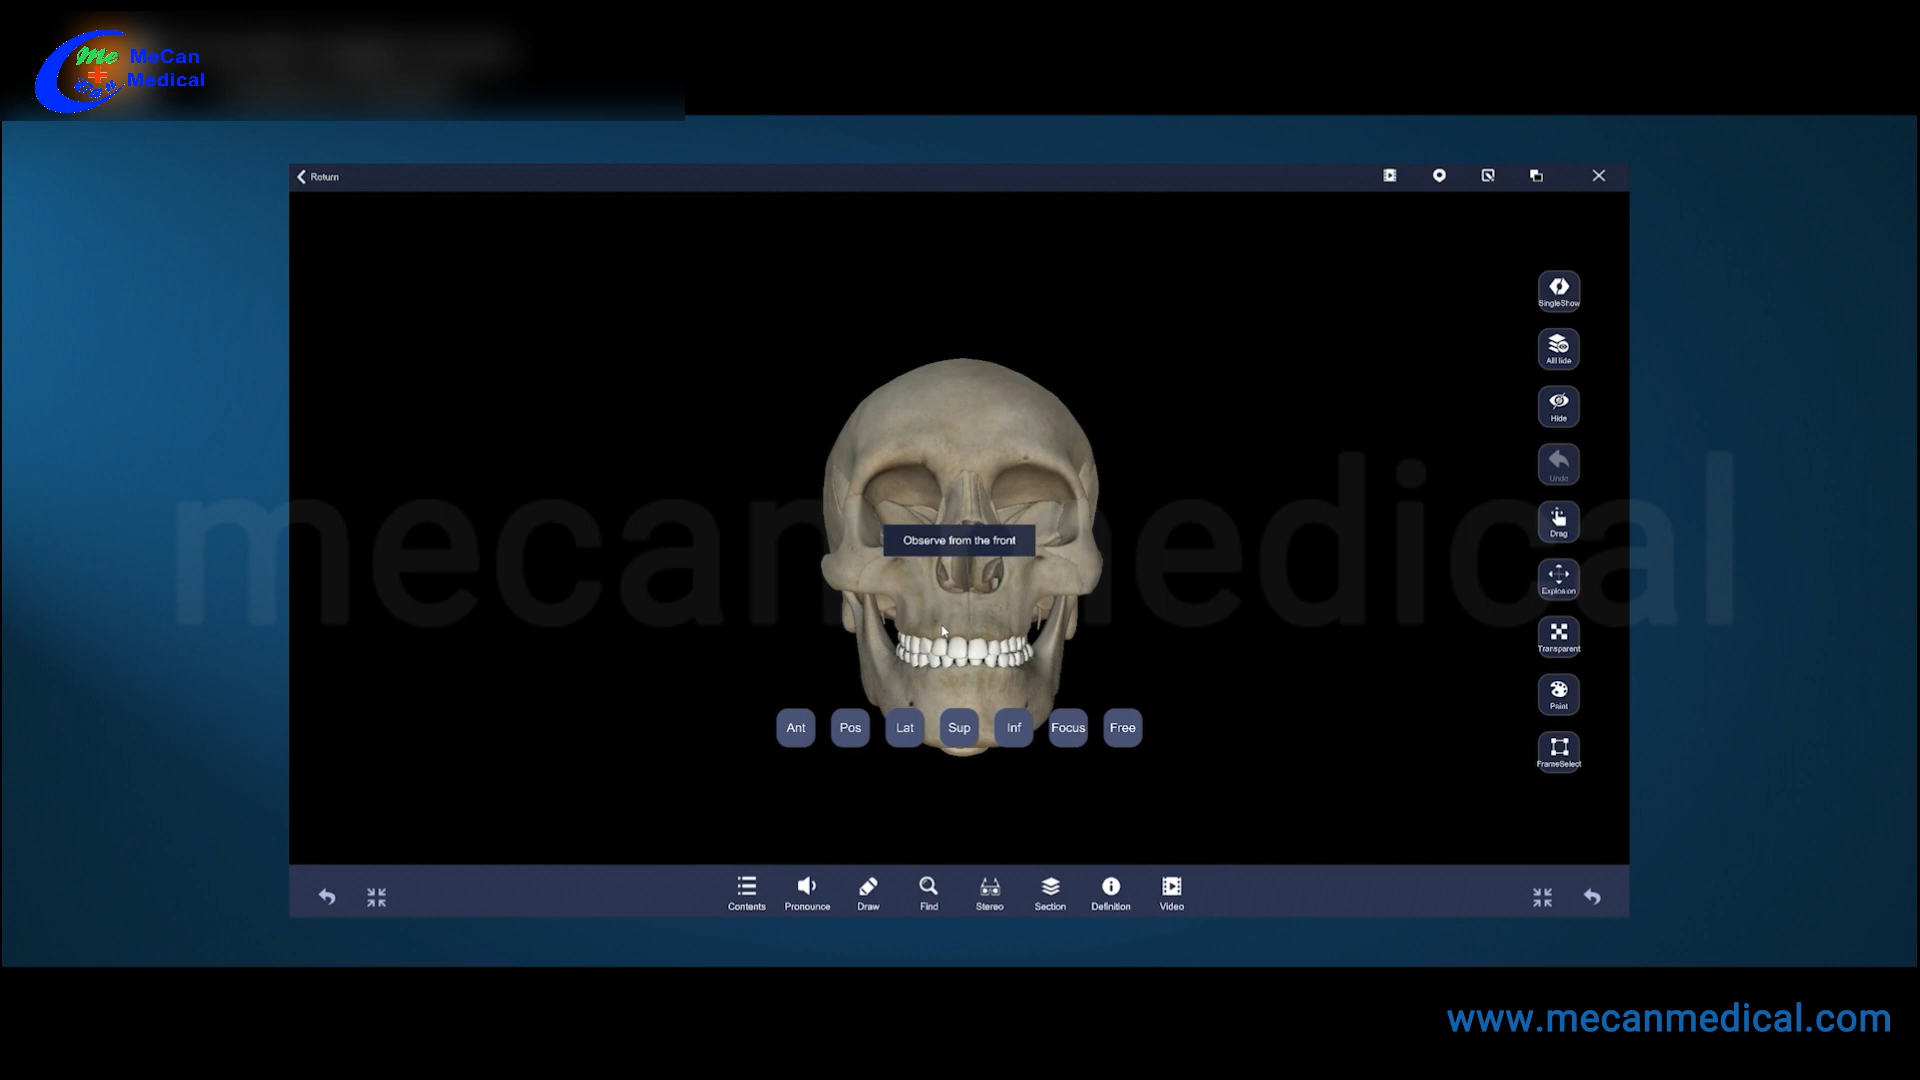 Me
MeCan
Medical
Return
SingleShow
All hide
Hide
mecanmedical
Undo
Drag
Observe from the front
Explosion
Transparent
Paint
Ant
Pos
Lat
Sup
Inf
Focus
Free
FrameSelect
Contents
Pronounce
Draw
Find
Stereo
Section
Definition
Video
www.mecanmedical.com